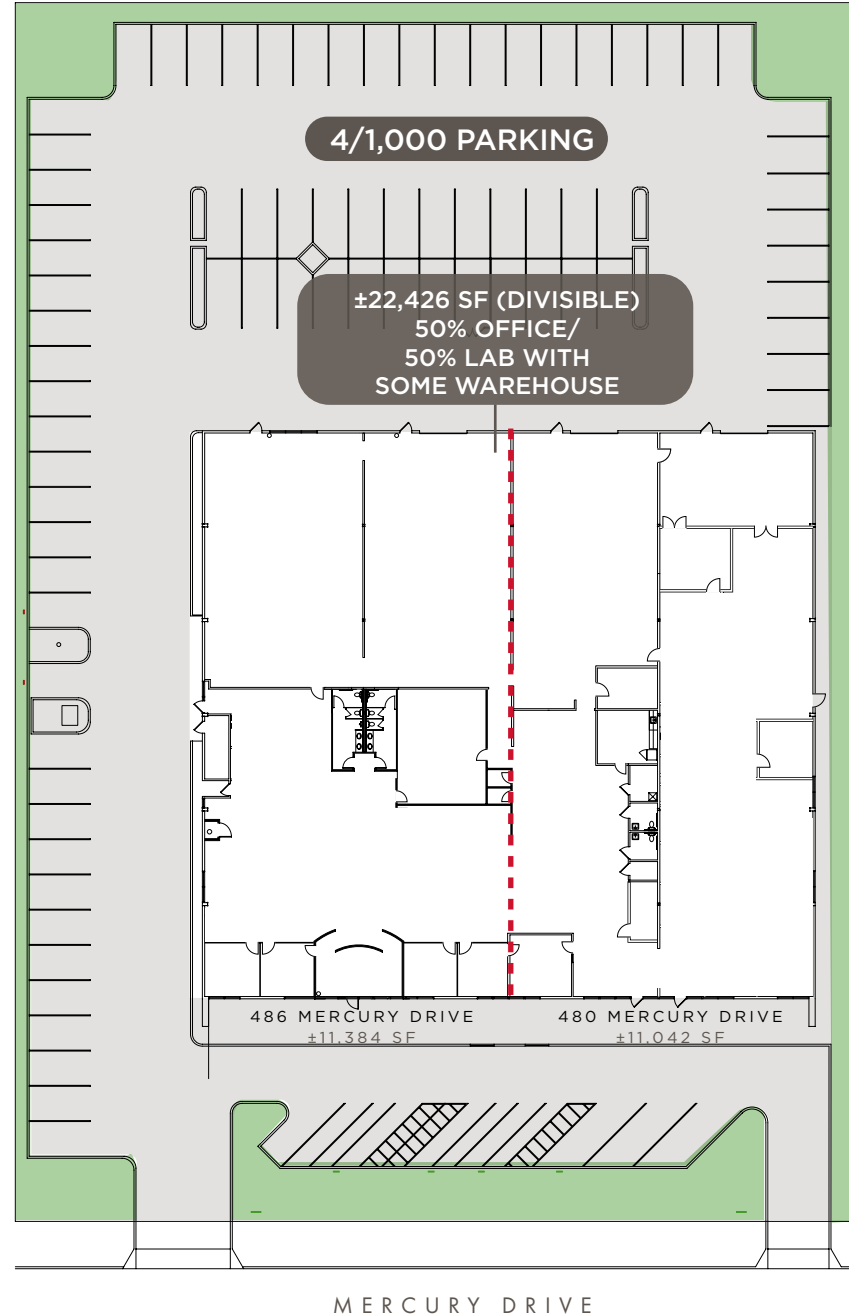 4/1,000 PARKING
±22,426 SF (DIVISIBLE)
50% OFFICE/
50% LAB WITH
SOME WAREHOUSE
486 MERCURY DRIVE
±11,384 SF
480 MERCURY DRIVE
±11,042 SF
MERCURY DRIVE